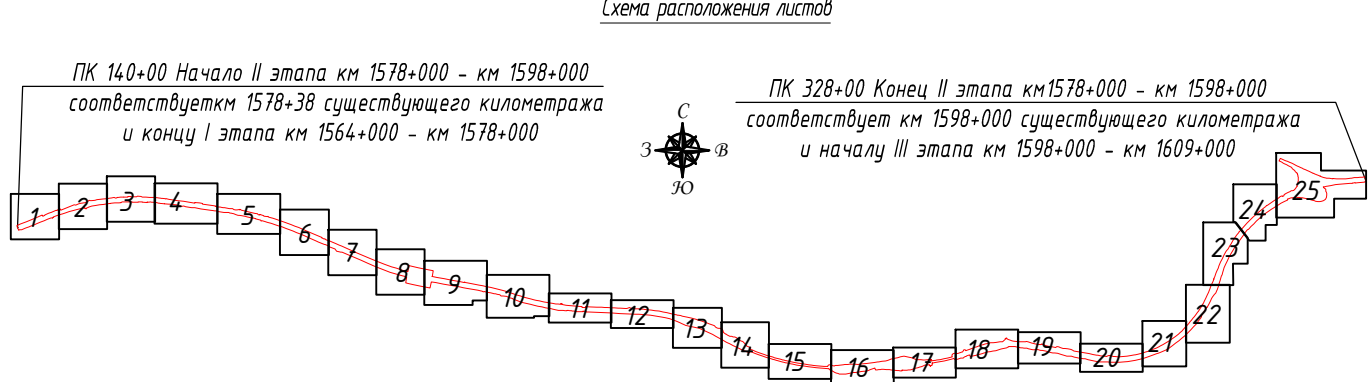 Схема расположения листов
ПК 140+00 Начало II этапа км 1578+000 - км 1598+000
соответствуеткм 1578+38 существующего километража
и концу I этапа км 1564+000 - км 1578+000
ПК 328+00 Конец II этапа км1578+000 - км 1598+000
соответствует км 1598+000 существующего километража
и началу III этапа км 1598+000 - км 1609+000
С
З В
Ю
1
2
3
4
5
6
7
8
9
10
11
12
13
14
15
16
17
18
19
20
21
22
23
24
25